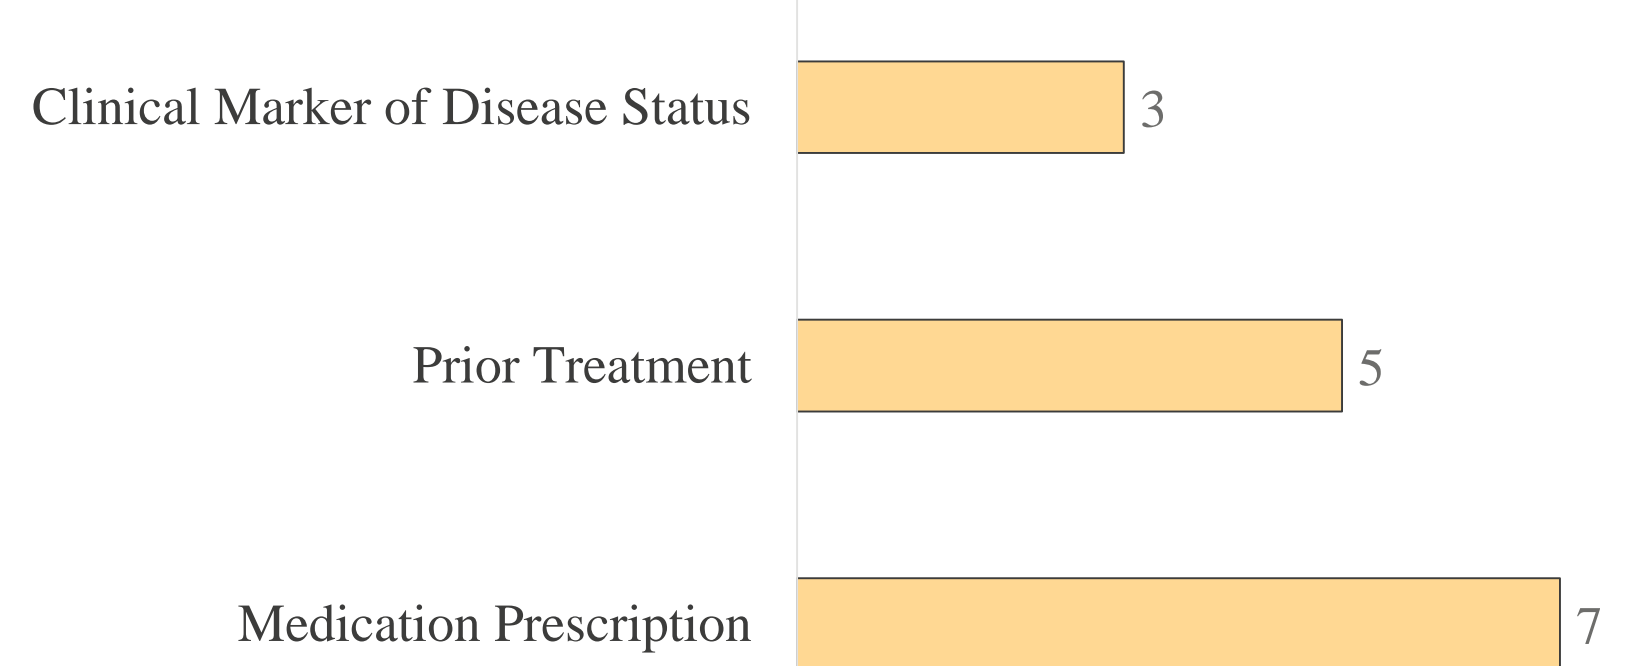 Clinical Marker of Disease Status 3
Prior Treatment 5
Medication Prescription 7